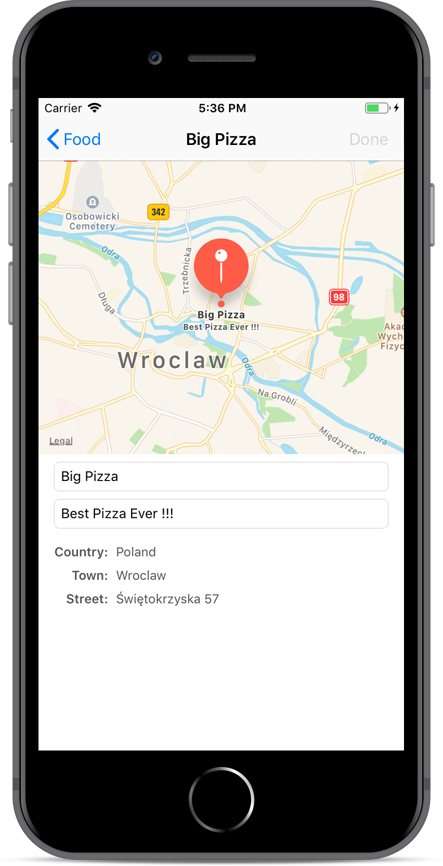 Carrier 5:36 PM
Food Big Pizza Done
Osobowicki
Cemetery
342
Odra
Trzebnicka
98
Długa
Big Pizza
Best Pizza Ever !!!
Akad
Wych
Fizyc
Wroclaw
Odra
Na Grobli
Międzyrzec
Odra
Legal
Big Pizza
Best Pizza Ever !!!
Country: Poland
Town: Wroclaw
Street: Świętokrzyska 57